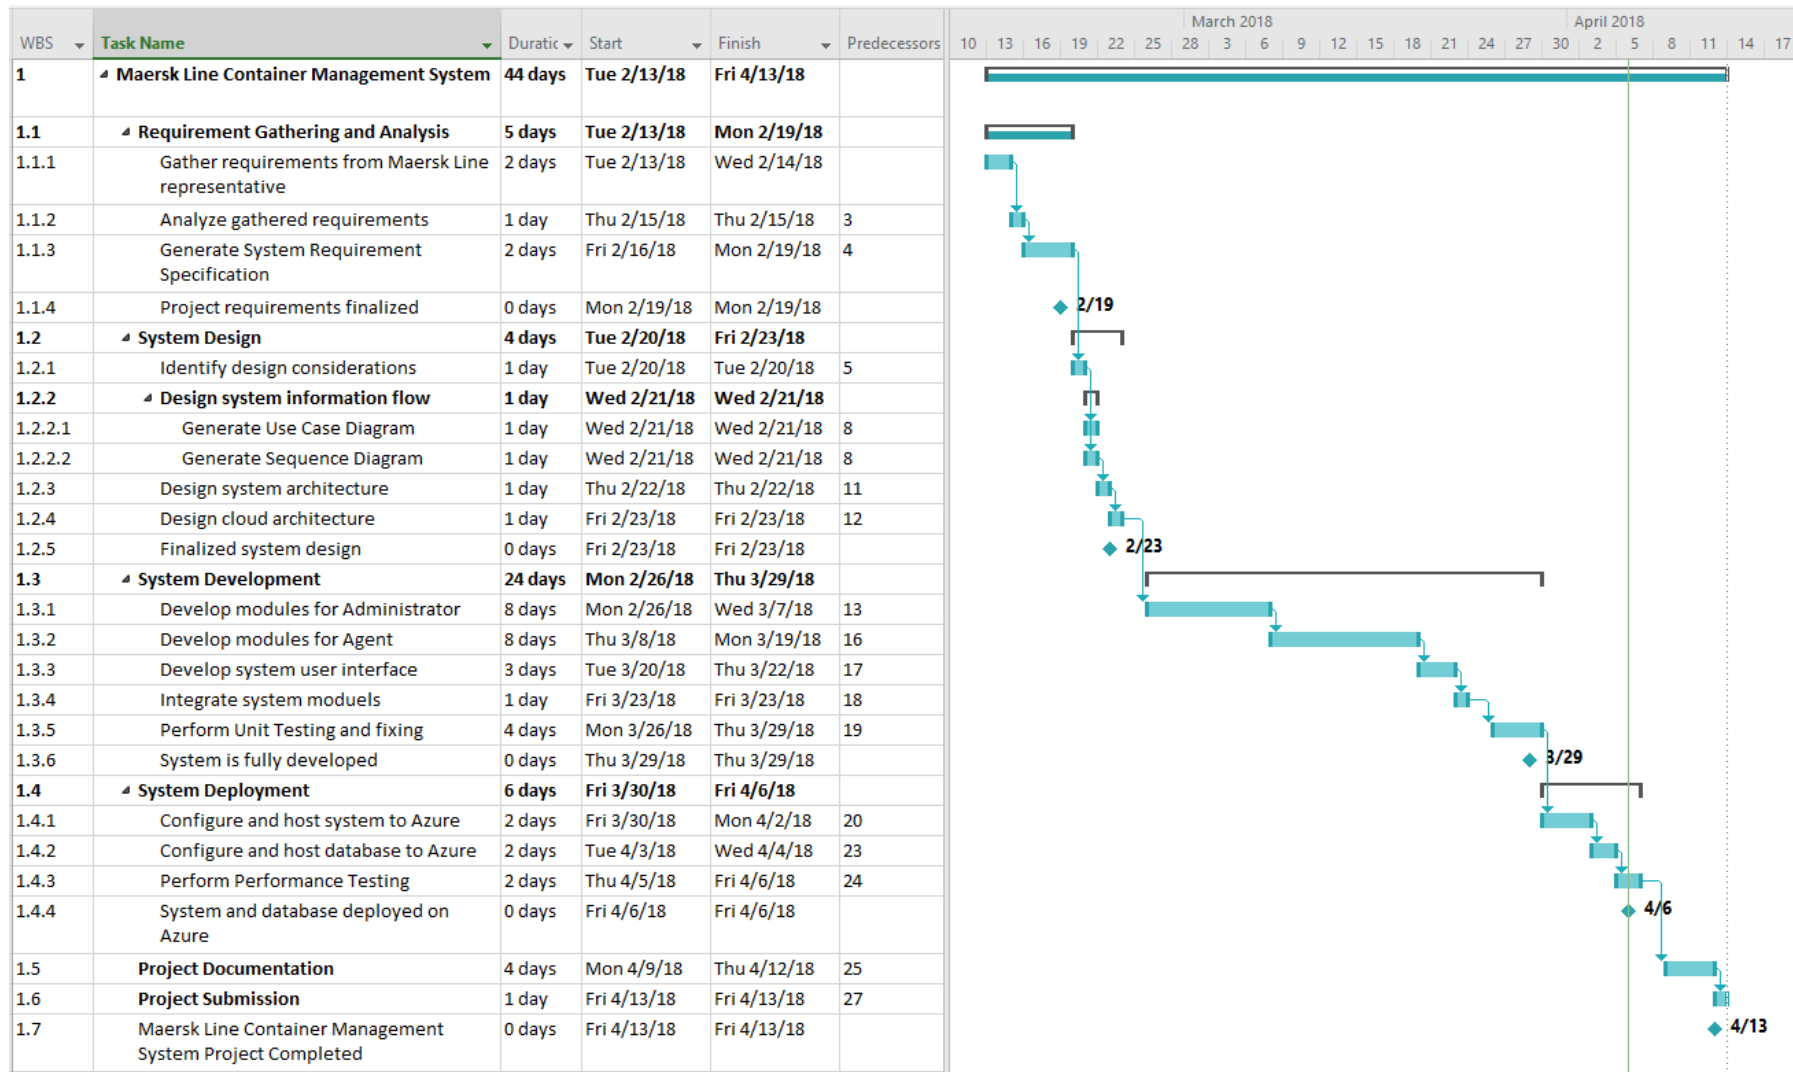 March 2018 April 2018
WBS Task Name Duratic Start Finish Predecessors 10 13 16 19 22 25 28 3 6 9 12 15 18 21 24 27 30 2 5 8 11 14 17
1 Maersk Line Container Management System 44 days Tue 2/13/18 Fri 4/13/18
1.1 Requirement Gathering and Analysis 5 days Tue 2/13/18 Mon 2/19/18
1.1.1 Gather requirements from Maersk Line 2 days Tue 2/13/18 Wed 2/14/18
representative
1.1.2 Analyze gathered requirements 1 day Thu 2/15/18 Thu 2/15/18 3
1.1.3 Generate System Requirement 2 days Fri 2/16/18 Mon 2/19/18 4
Specification
1.1.4 Project requirements finalized 0 days Mon 2/19/18 Mon 2/19/18 2/19
1.2 System Design 4 days Tue 2/20/18 Fri 2/23/18
1.2.1 Identify design considerations 1 day Tue 2/20/18 Tue 2/20/18 5
1.2.2 Design system information flow 1 day Wed 2/21/18 Wed 2/21/18
1.2.2.1 Generate Use Case Diagram 1 day Wed 2/21/18 Wed 2/21/18 8
1.2.2.2 Generate Sequence Diagram 1 day Wed 2/21/18 Wed 2/21/18 8
1.2.3 Design system architecture 1 day Thu 2/22/18 Thu 2/22/18 11
1.2.4 Design cloud architecture 1 day Fri 2/23/18 Fri 2/23/18 12
1.2.5 Finalized system design 0 days Fri 2/23/18 Fri 2/23/18 2/23
1.3 System Development 24 days Mon 2/26/18 Thu 3/29/18
1.3.1 Develop modules for Administrator 8 days Mon 2/26/18 Wed 3/7/18 13
1.3.2 Develop modules for Agent 8 days Thu 3/8/18 Mon 3/19/18 16
1.3.3 Develop system user interface 3 days Tue 3/20/18 Thu 3/22/18 17
1.3.4 Integrate system moduels 1 day Fri 3/23/18 Fri 3/23/18 18
1.3.5 Perform Unit Testing and fixing 4 days Mon 3/26/18 Thu 3/29/18 19
1.3.6 System is fully developed 0 days Thu 3/29/18 Thu 3/29/18 3/29
1.4 System Deployment 6 days Fri 3/30/18 Fri 4/6/18
1.4.1 Configure and host system to Azure 2 days Fri 3/30/18 Mon 4/2/18 20
1.4.2 Configure and host database to Azure 2 days Tue 4/3/18 Wed 4/4/18 23
1.4.3 Perform Performance Testing 2 days Thu 4/5/18 Fri 4/6/18 24
1.4.4 System and database deployed on 0 days Fri 4/6/18 Fri 4/6/18 4/6
Azure
1.5 Project Documentation 4 days Mon 4/9/18 Thu 4/12/18 25
1.6 Project Submission 1 day Fri 4/13/18 Fri 4/13/18 27
1.7 Maersk Line Container Management 0 days Fri 4/13/18 Fri 4/13/18 4/13
System Project Completed